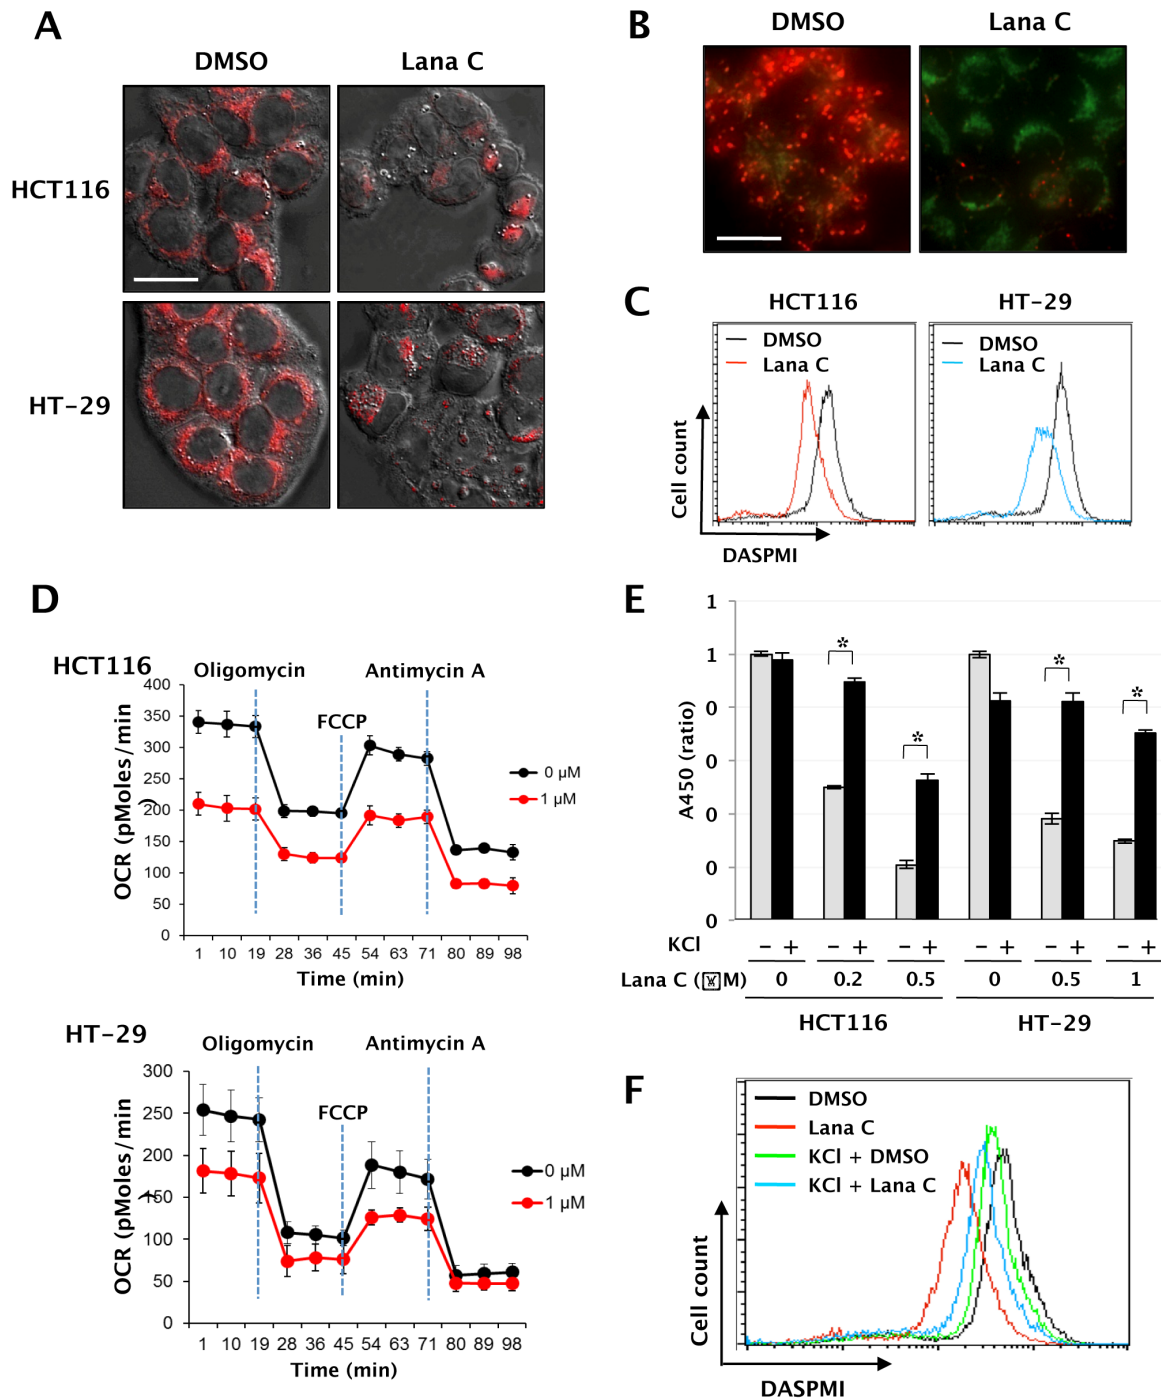 A
DMSO
Lana C
HCT116
HT-29
B
DMSO
Lana C
C
HCT116
HT-29
DMSO
Lana C
DMSO
Lana C
Cell count
DASPMI
D
HCT116
Oligomycin
Antimycin A
FCCP
400
350
300
250
200
150
100
50
0
OCR (pMoles/min)
0 µM
1 µM
1 10 19 28 36 45 54 63 71 80 89 98
Time (min)
HT-29
Oligomycin
Antimycin A
FCCP
300
250
200
150
100
50
0
OCR (pMoles/min
0 µM
1 µM
1 10 19 28 36 45 54 63 71 80 89 98
Time (min)
E
1
1
0
0
0
0
0
A450 (ratio)
* * * *
KCl − + − + − + − + − + − +
Lana C (M) 0 0.2 0.5 0 0.5 1
HCT116 HT-29
F
DMSO
Lana C
KCl + DMSO
KCl + Lana C
Cell count
DASPMI